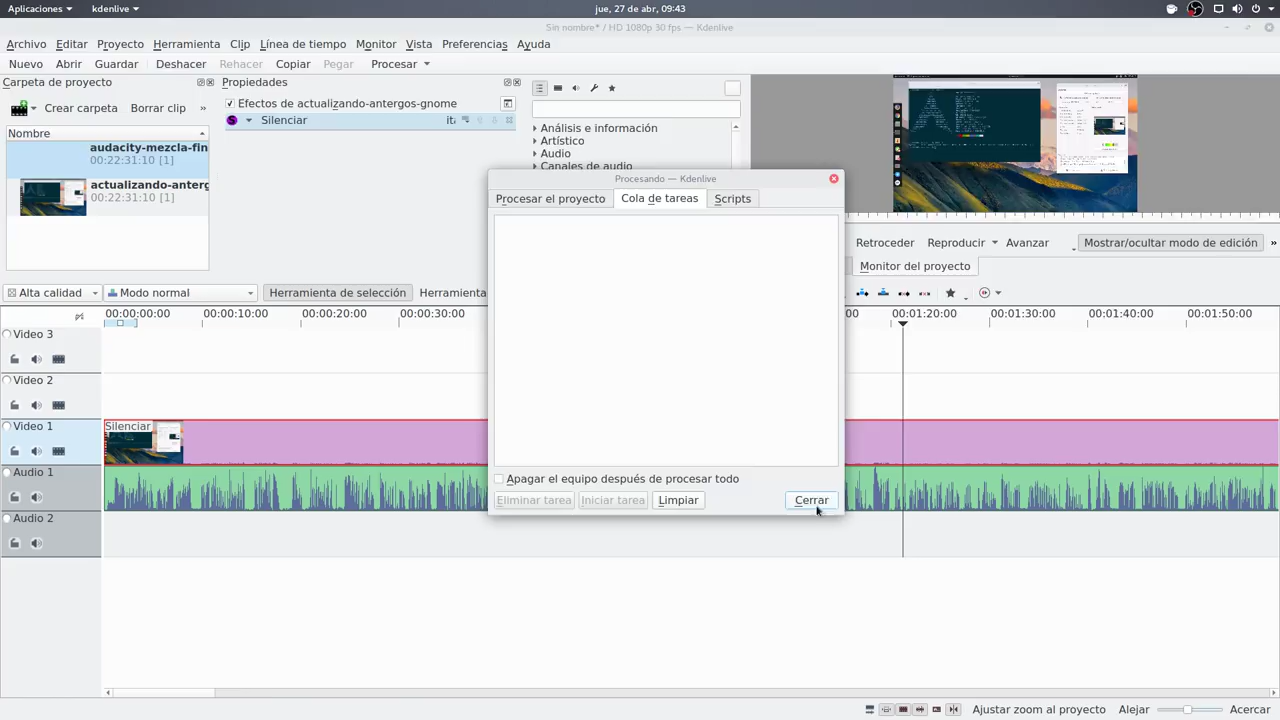 Aplicaciones
kdenlive
jue, 27 de abr, 09:43
Sin nombre* / HD 1080p 30 fps — Kdenlive
Archivo Editar Proyecto Herramienta Clip Línea de tiempo Monitor Vista Preferencias Ayuda
Nuevo Abrir Guardar Deshacer Rehacer Copiar Pegar Procesar
Carpeta de proyecto
Propiedades
Crear carpeta Borrar clip »
Efectos de actualizando-anter
Nombre
audacity-mezcla-fin
00:22:31:10 [1]
actualizando-anterg
00:22:31:10 [1]
Análisis e información
Artístico
Audio
Canales de audio
Procesando — Kdenlive
Procesar el proyecto Cola de tareas Scripts
Apagar el equipo después de procesar todo
Eliminar tarea Iniciar tarea Limpiar Cerrar
Retroceder Reproducir Avanzar Mostrar/ocultar modo de edición »
Monitor del proyecto
Alta calidad Modo normal Herramienta de selección Herramienta
00:00:00:00 00:00:10:00 00:00:20:00 00:00:30:00 00 00:01:20:00 00:01:30:00 00:01:40:00 00:01:50:00
Video 3
Video 2
Video 1
Silenciar
Audio 1
Audio 2
Ajustar zoom al proyecto Alejar Acercar